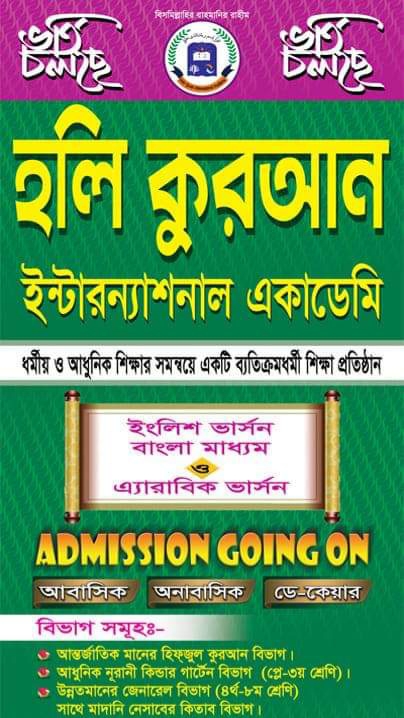 বিসমিল্লাহির রাহমানির রাহীম
ভর্তি চলছে
ভর্তি চলছে
হলি কুরআন
ইন্টারন্যাশনাল একাডেমি
ধর্মীয় ও আধুনিক শিক্ষার সমন্বয়ে একটি ব্যতিক্রমধর্মী শিক্ষা প্রতিষ্ঠান
ইংলিশ ভার্সন
বাংলা মাধ্যম
ও
এ্যারাবিক ভার্সন
ADMISSION GOING ON
আবাসিক অনাবাসিক ডে-কেয়ার
বিভাগ সমূহঃ-
আন্তর্জাতিক মানের হিফ্জুল কুরআন বিভাগ।
আধুনিক নূরানী কিন্ডার গার্টেন বিভাগ (প্লে-৩য় শ্রেণি)।
উন্নতমানের জেনারেল বিভাগ (৪র্থ-৮ম শ্রেণি)
সাথে মাদানি নেসাবের কিতাব বিভাগ।